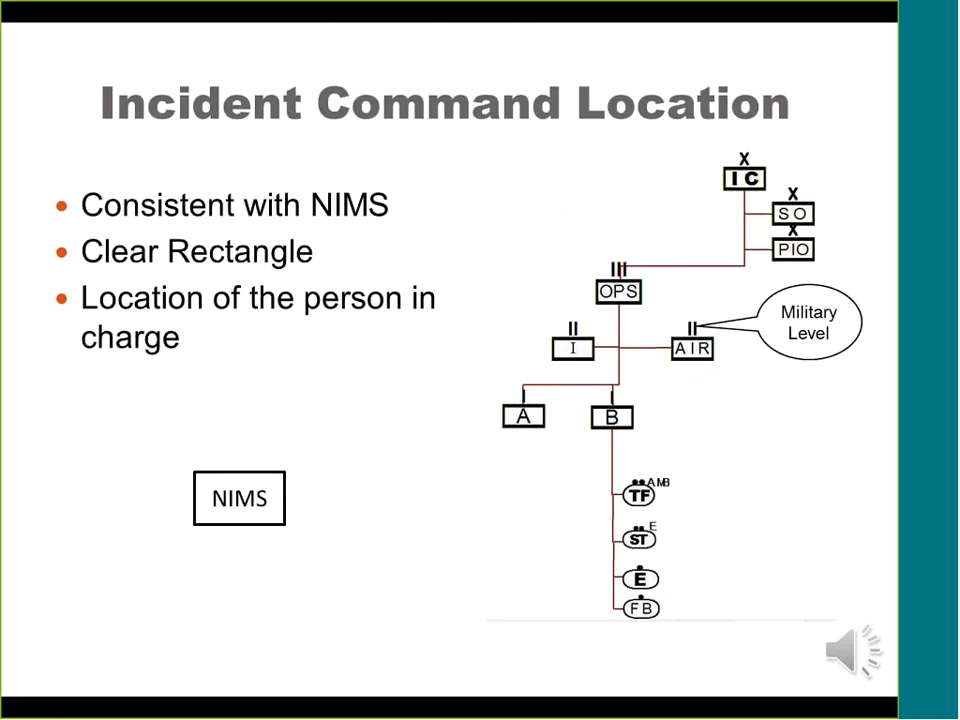 Incident Command Location
• Consistent with NIMS
• Clear Rectangle
• Location of the person in
charge
NIMS
X
I C
X
S O
X
PIO
III
OPS
II
I
II
A I R
Military
Level
I
A
I
B
•• A M B
TF
•• E
ST
•
E
•
F B